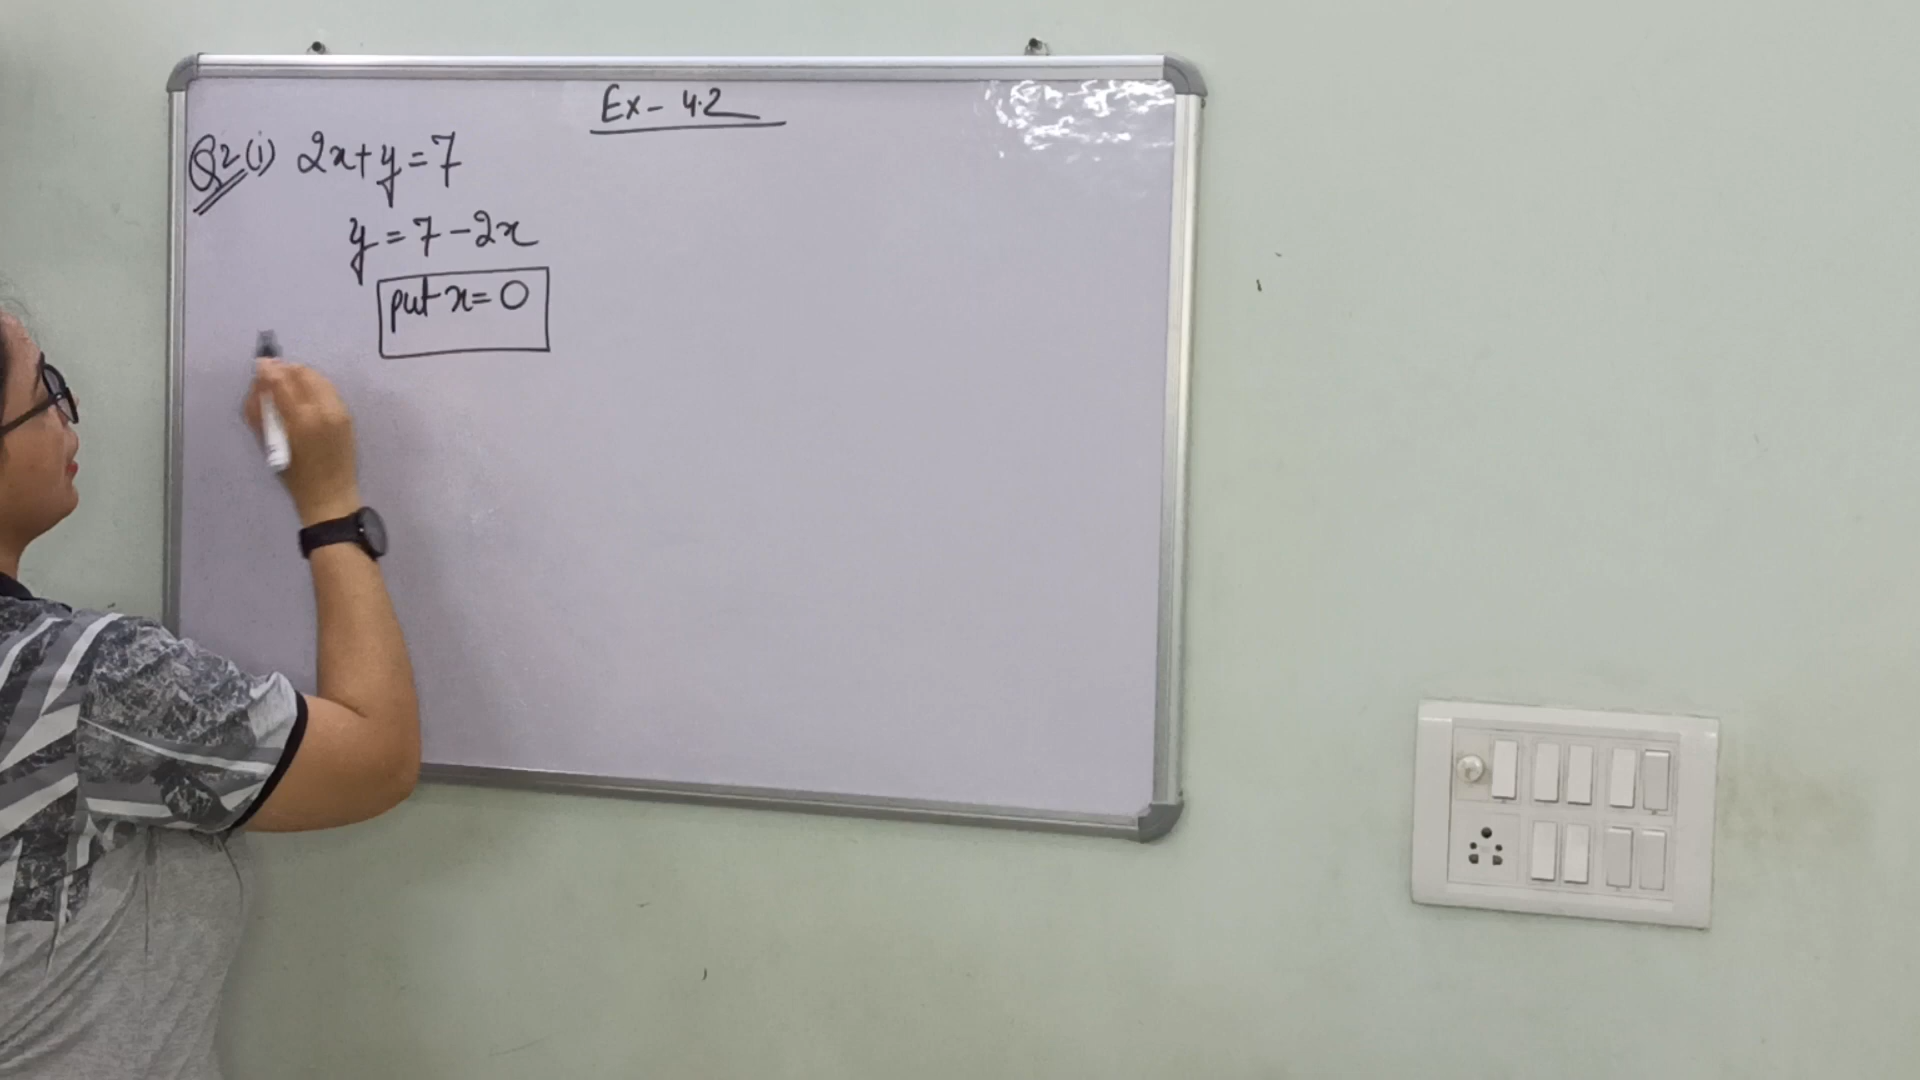 Ex- 4.2
Q2 (i) 2x+y=7
y=7-2x
put x=0